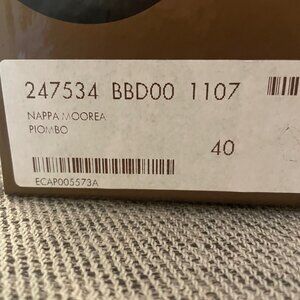 247534 BBD00 1107
NAPPA MOOREA
PIOMBO
40
ECAP005573A